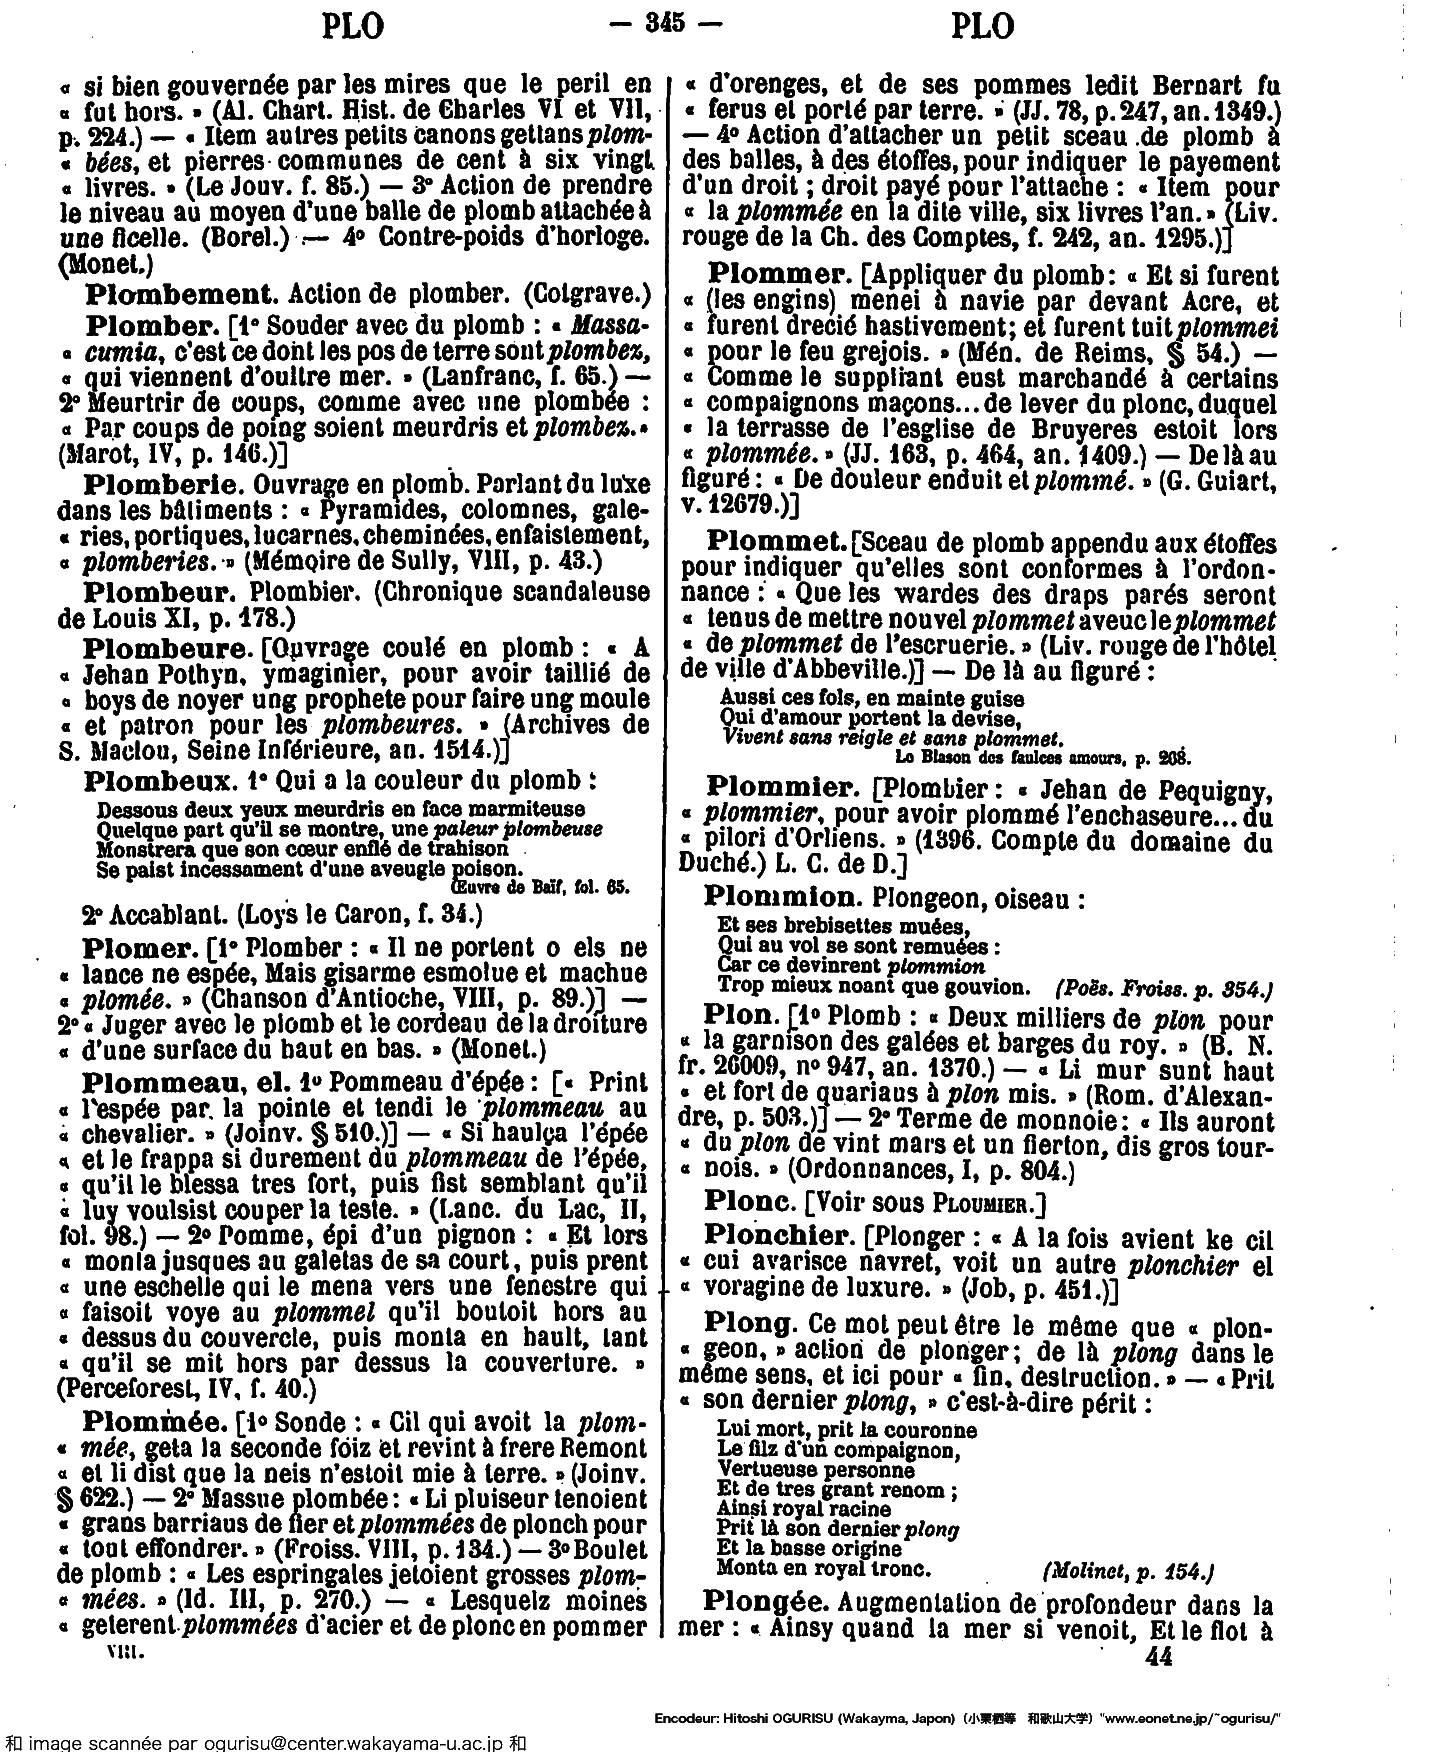 PLO — 345 — PLO
« si bien gouvernée par les mires que le peril en
« fut hors. » (Al. Chart. Hist. de Charles VI et VII,
p. 224.) — « Item autres petits canons gettans plom-
« bées, et pierres communes de cent à six vingt
« livres. » (Le Jouv. f. 85.) — 3° Action de prendre
le niveau au moyen d'une balle de plomb attachée à
une ficelle. (Borel.) — 4° Contre-poids d'horloge.
(Monet.)
Plombement. Action de plomber. (Cotgrave.)
Plomber. [1° Souder avec du plomb : « Massa-
« cumia, c'est ce dont les pos de terre sont plombez,
« qui viennent d'oultre mer. » (Lanfranc, f. 65.) —
2° Meurtrir de coups, comme avec une plombée :
« Par coups de poing soient meurdris et plombez. »
(Marot, IV, p. 146.)]
Plomberie. Ouvrage en plomb. Parlant du luxe
dans les bâtiments : « Pyramides, colomnes, gale-
« ries, portiques, lucarnes, cheminées, enfaistement,
« plomberies. » (Mémoire de Sully, VIII, p. 43.)
Plombeur. Plombier. (Chronique scandaleuse
de Louis XI, p. 178.)
Plombeure. [Ouvrage coulé en plomb : « A
« Jehan Pothyn, ymaginier, pour avoir taillié de
« boys de noyer ung prophete pour faire ung moule
« et patron pour les plombeures. » (Archives de
S. Maclou, Seine Inférieure, an. 1514.)]
Plombeux. 1° Qui a la couleur du plomb :
Dessous deux yeux meurdris en face marmiteuse
Quelque part qu'il se montre, une paleur plombeuse
Monstrera que son cœur enflé de trahison
Se paist incessament d'une aveugle poison.
Œuvre de Baïf, fol. 65.
2° Accablant. (Loys le Caron, f. 34.)
Plomer. [1° Plomber : « Il ne portent o els ne
« lance ne espée, Mais gisarme esmolue et machue
« plomée. » (Chanson d'Antioche, VIII, p. 89.)] —
2° « Juger avec le plomb et le cordeau de la droiture
« d'une surface du haut en bas. » (Monet.)
Plommeau, el. 1° Pommeau d'épée : [« Print
« l'espée par la pointe et tendi le plommeau au
« chevalier. » (Joinv. § 510.)] — « Si haulça l'épée
« et le frappa si durement du plommeau de l'épée,
« qu'il le blessa tres fort, puis fist semblant qu'il
« luy voulsist couper la teste. » (Lanc. du Lac, II,
fol. 98.) — 2° Pomme, épi d'un pignon : « Et lors
« monta jusques au galetas de sa court, puis prent
« une eschelle qui le mena vers une fenestre qui
« faisoit voye au plommel qu'il boutoit hors au
« dessus du couvercle, puis monta en hault, tant
« qu'il se mit hors par dessus la couverture. »
(Perceforest, IV, f. 40.)
Plommée. [1° Sonde : « Cil qui avoit la plom-
« mée, geta la seconde foiz et revint à frere Remont
« et li dist que la neis n'estoit mie à terre. » (Joinv.
§ 622.) — 2° Massue plombée : « Li pluiseur tenoient
« grans barriaus de fier et plommées de plonch pour
« tout effondrer. » (Froiss. VIII, p. 134.) — 3° Boulet
de plomb : « Les espringales jetoient grosses plom-
« mées. » (Id. III, p. 270.) — « Lesquelz moines
« geterent plommées d'acier et de plonc en pommer
VIII.
« d'orenges, et de ses pommes ledit Bernart fu
« ferus et porté par terre. » (JJ. 78, p. 247, an. 1349.)
— 4° Action d'attacher un petit sceau de plomb à
des balles, à des étoffes, pour indiquer le payement
d'un droit ; droit payé pour l'attache : « Item pour
« la plommée en la dite ville, six livres l'an. » (Liv.
rouge de la Ch. des Comptes, f. 242, an. 1295.)]
Plommer. [Appliquer du plomb : « Et si furent
« (les engins) menei à navie par devant Acre, et
« furent drecié hastivement ; et furent tuit plommei
« pour le feu grejois. » (Mén. de Reims, § 54.) —
« Comme le suppliant eust marchandé à certains
« compaignons maçons... de lever du plonc, duquel
« la terrasse de l'esglise de Bruyeres estoit lors
« plommée. » (JJ. 163, p. 464, an. 1409.) — De là au
figuré : « De douleur enduit et plommé. » (G. Guiart,
v. 12679.)]
Plommet. [Sceau de plomb appendu aux étoffes
pour indiquer qu'elles sont conformes à l'ordon-
nance : « Que les wardes des draps parés seront
« tenus de mettre nouvel plommet aveuc le plommet
« de plommet de l'escruerie. » (Liv. rouge de l'hôtel
de ville d'Abbeville.)] — De là au figuré :
Aussi ces fols, en mainte guise
Qui d'amour portent la devise,
Vivent sans reigle et sans plommet.
Le Blason des faulces amours, p. 268.
Plommier. [Plombier : « Jehan de Pequigny,
« plommier, pour avoir plommé l'enchaseure... du
« pilori d'Orliens. » (1396. Compte du domaine du
Duché.) L. C. de D.]
Plommion. Plongeon, oiseau :
Et ses brebisettes muées,
Qui au vol se sont remuées :
Car ce devinrent plommion
Trop mieux noant que gouvion. (Poës. Froiss. p. 354.)
Plon. [1° Plomb : « Deux milliers de plon pour
« la garnison des galées et barges du roy. » (B. N.
fr. 26009, n° 947, an. 1370.) — « Li mur sunt haut
« et fort de quariaus à plon mis. » (Rom. d'Alexan-
dre, p. 503.)] — 2° Terme de monnoie : « Ils auront
« du plon de vint mars et un fierton, dis gros tour-
« nois. » (Ordonnances, I, p. 804.)
Plonc. [Voir sous PLOUMIER.]
Plonchier. [Plonger : « A la fois avient ke cil
« cui avarisce navret, voit un autre plonchier el
« voragine de luxure. » (Job, p. 451.)]
Plong. Ce mot peut être le même que « plon-
« geon, » action de plonger ; de là plong dans le
même sens, et ici pour « fin, destruction. » — « Prit
« son dernier plong, » c'est-à-dire périt :
Lui mort, prit la couronne
Le filz d'un compaignon,
Vertueuse personne
Et de tres grant renom ;
Ainsi royal racine
Prit là son dernier plong
Et la basse origine
Monta en royal tronc. (Molinet, p. 154.)
Plongée. Augmentation de profondeur dans la
mer : « Ainsy quand la mer si venoit, Et le flot à
44
Encodeur: Hitoshi OGURISU (Wakayma, Japon) (小栗栖等 和歌山大学) "www.eonet.ne.jp/~ogurisu/"
和 image scannée par ogurisu@center.wakayama-u.ac.jp 和